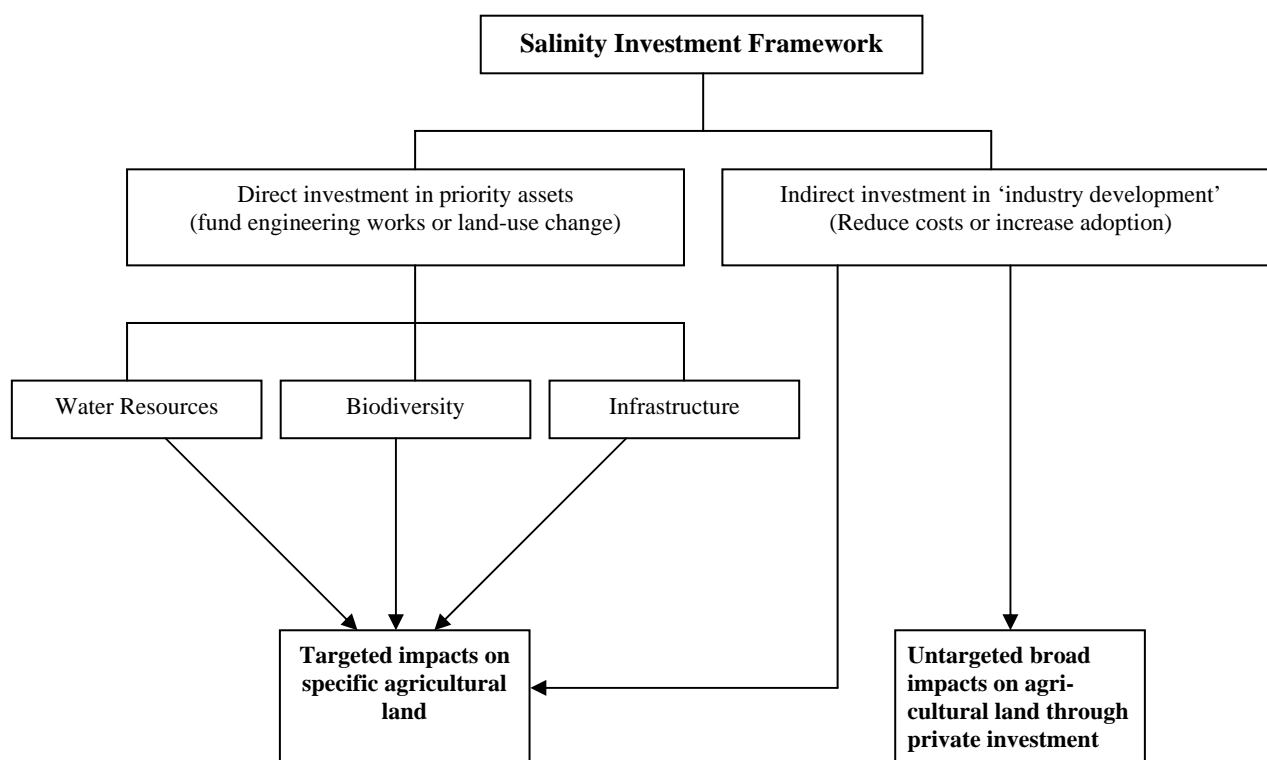 Salinity Investment Framework
Direct investment in priority assets
(fund engineering works or land-use change)
Indirect investment in ‘industry development’
(Reduce costs or increase adoption)
Water Resources
Biodiversity
Infrastructure
Targeted impacts on
specific agricultural
land
Untargeted broad
impacts on agri-
cultural land through
private investment